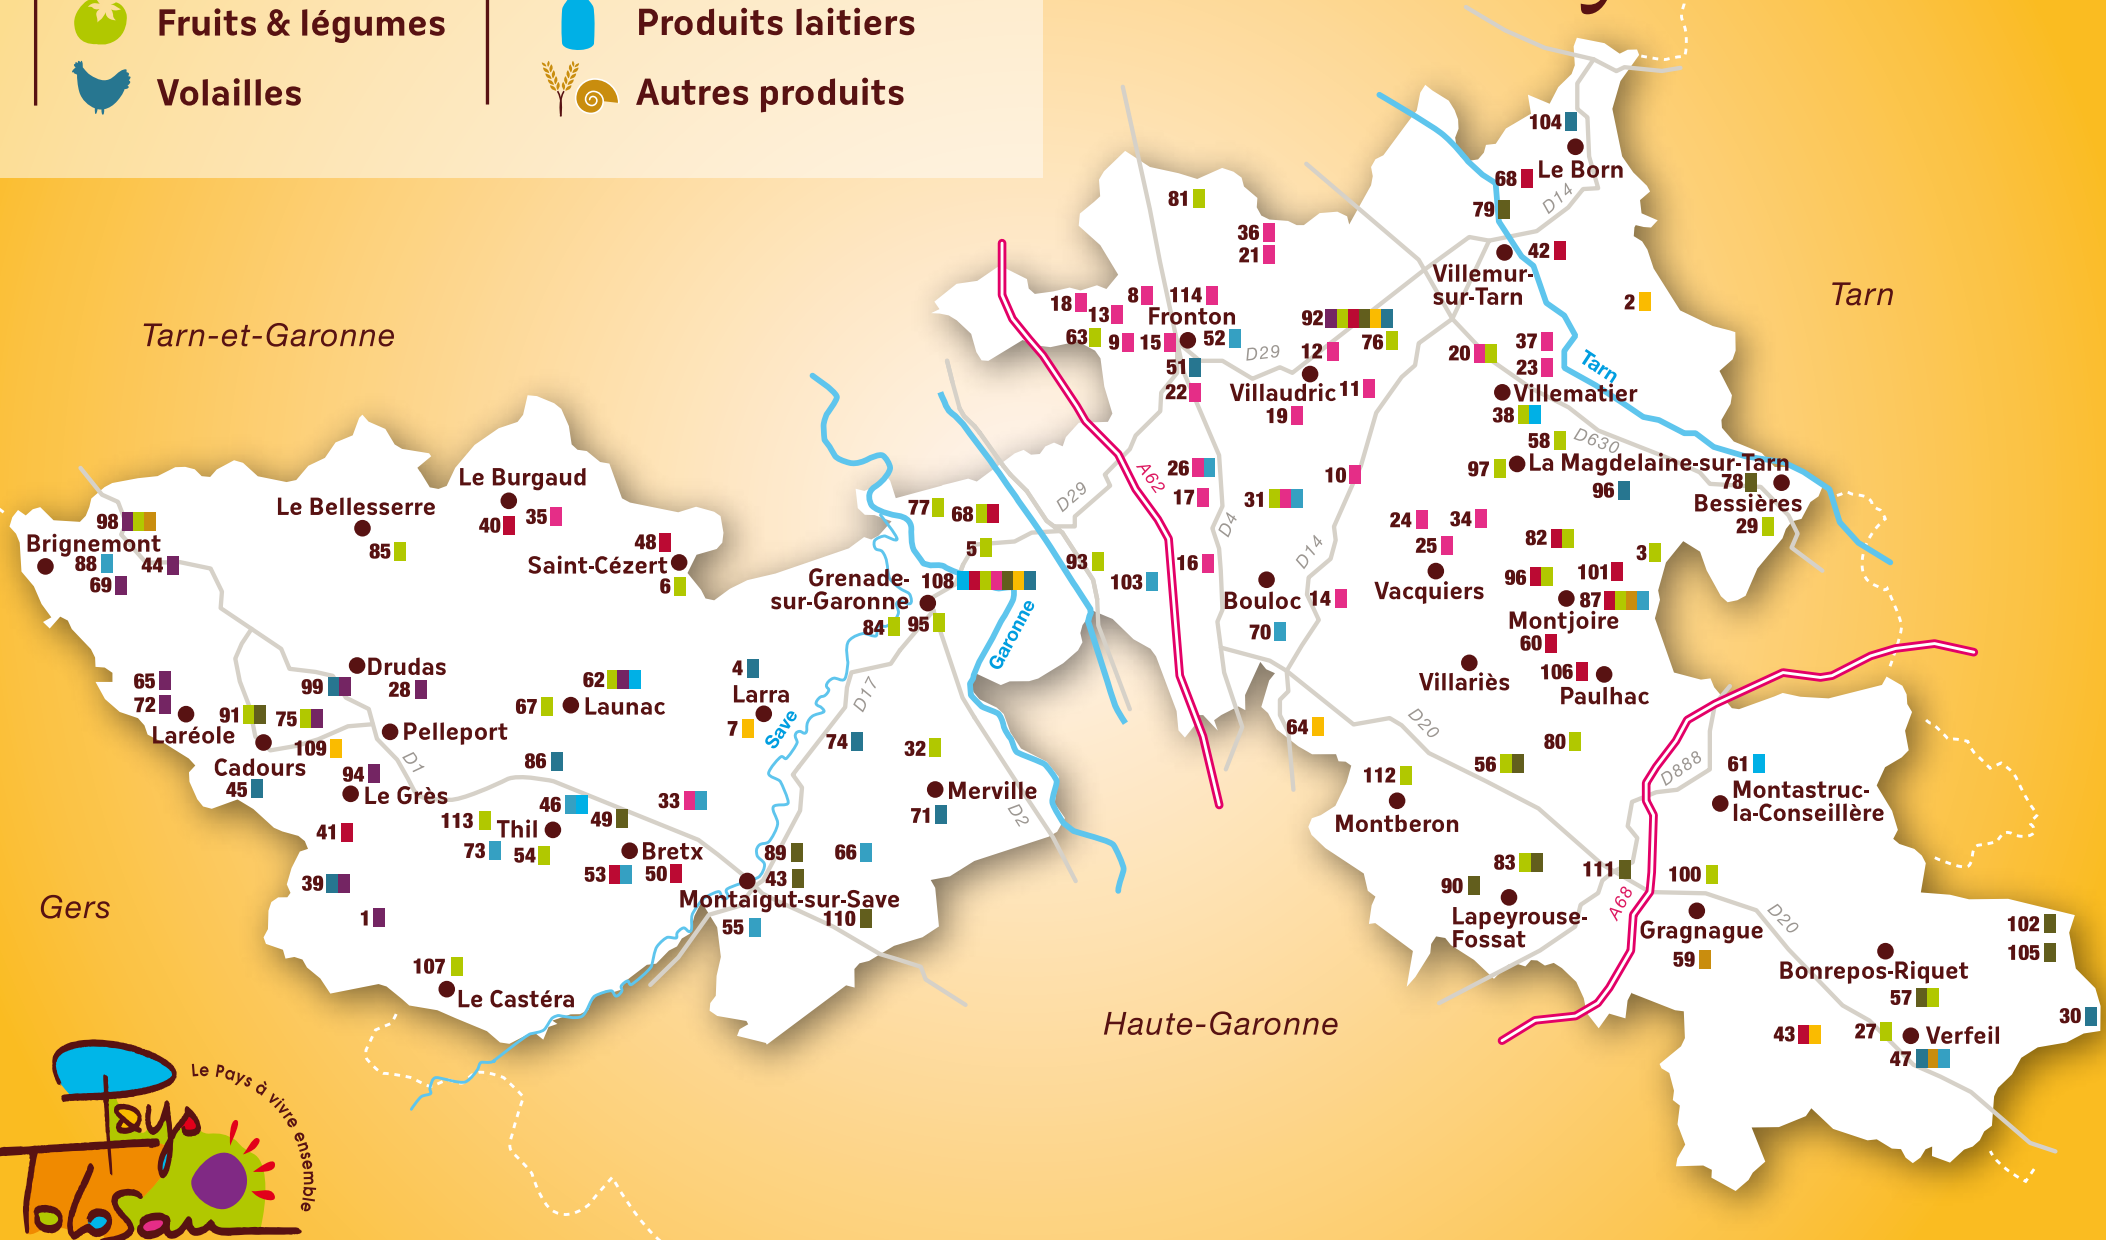 Fruits & légumes
Produits laitiers
Volailles
Autres produits
Tarn-et-Garonne
Tarn
Gers
Haute-Garonne
104
Le Born
68
D14
79
42
Villemur-
sur-Tarn
2
81
36
21
18
13
8
114
Fronton
63
9
15
52
D29
51
22
92
76
12
Villaudric
11
19
20
37
23
Tarn
Villematier
38
58
D630
97
La Magdelaine-sur-Tarn
78
96
Bessières
29
A62
26
17
31
10
D4
D14
24
34
25
Vacquiers
82
3
96
101
87
Montjoire
60
106
Paulhac
Villariès
16
Bouloc
14
70
D29
93
103
77
68
5
Grenade-
sur-Garonne
108
84
95
Garonne
Le Burgaud
Le Bellesserre
40
35
85
48
Saint-Cézert
6
98
Brignemont
88
44
69
65
72
Laréole
91
75
109
Cadours
45
99
Drudas
28
Pelleport
D1
94
Le Grès
41
39
1
107
Le Castéra
67
62
Launac
86
4
Larra
7
Save
D17
74
32
Merville
71
D2
46
33
49
113
Thil
73
54
Bretx
53
50
89
66
43
Montaigut-sur-Save
55
110
64
D20
112
Montberon
56
80
D888
61
Montastruc-
la-Conseillère
83
90
111
100
Lapeyrouse-
Fossat
A68
Gragnague
59
D20
102
105
Bonrepos-Riquet
57
30
43
27
Verfeil
47
Le Pays à vivre ensemble
Pays
Tolosan